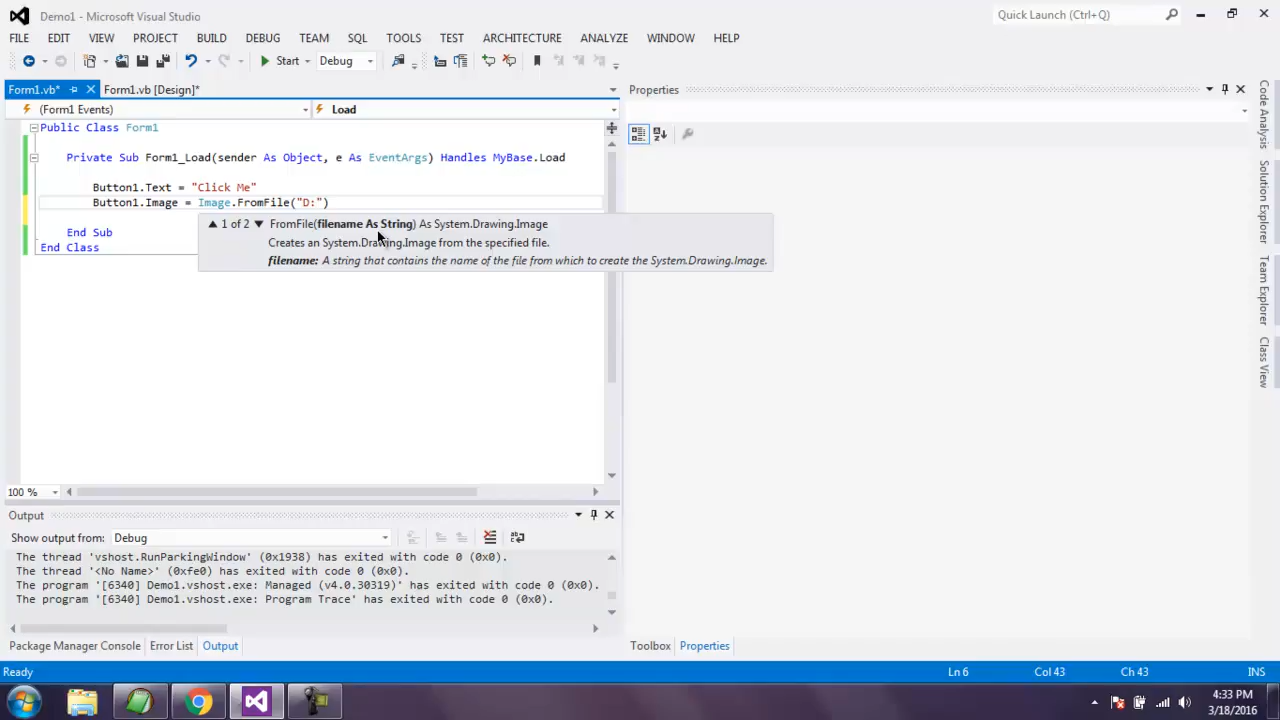 Demo1 - Microsoft Visual Studio
Quick Launch (Ctrl+Q)
FILE EDIT VIEW PROJECT BUILD DEBUG TEAM SQL TOOLS TEST ARCHITECTURE ANALYZE WINDOW HELP
Start Debug
Form1.vb* Form1.vb [Design]*
Properties
(Form1 Events) Load
Public Class Form1
Private Sub Form1_Load(sender As Object, e As EventArgs) Handles MyBase.Load
Button1.Text = "Click Me"
Button1.Image = Image.FromFile("D:")
1 of 2 FromFile(filename As String) As System.Drawing.Image
Creates an System.Drawing.Image from the specified file.
filename: A string that contains the name of the file from which to create the System.Drawing.Image.
End Sub
End Class
Code Analysis
Solution Explorer
Team Explorer
Class View
100 %
Output
Show output from: Debug
The thread 'vshost.RunParkingWindow' (0x1938) has exited with code 0 (0x0).
The thread '<No Name>' (0xfe0) has exited with code 0 (0x0).
The program '[6340] Demo1.vshost.exe: Managed (v4.0.30319)' has exited with code 0 (0x0).
The program '[6340] Demo1.vshost.exe: Program Trace' has exited with code 0 (0x0).
Package Manager Console Error List Output
Toolbox Properties
Ready
Ln 6 Col 43 Ch 43 INS
4:33 PM
3/18/2016